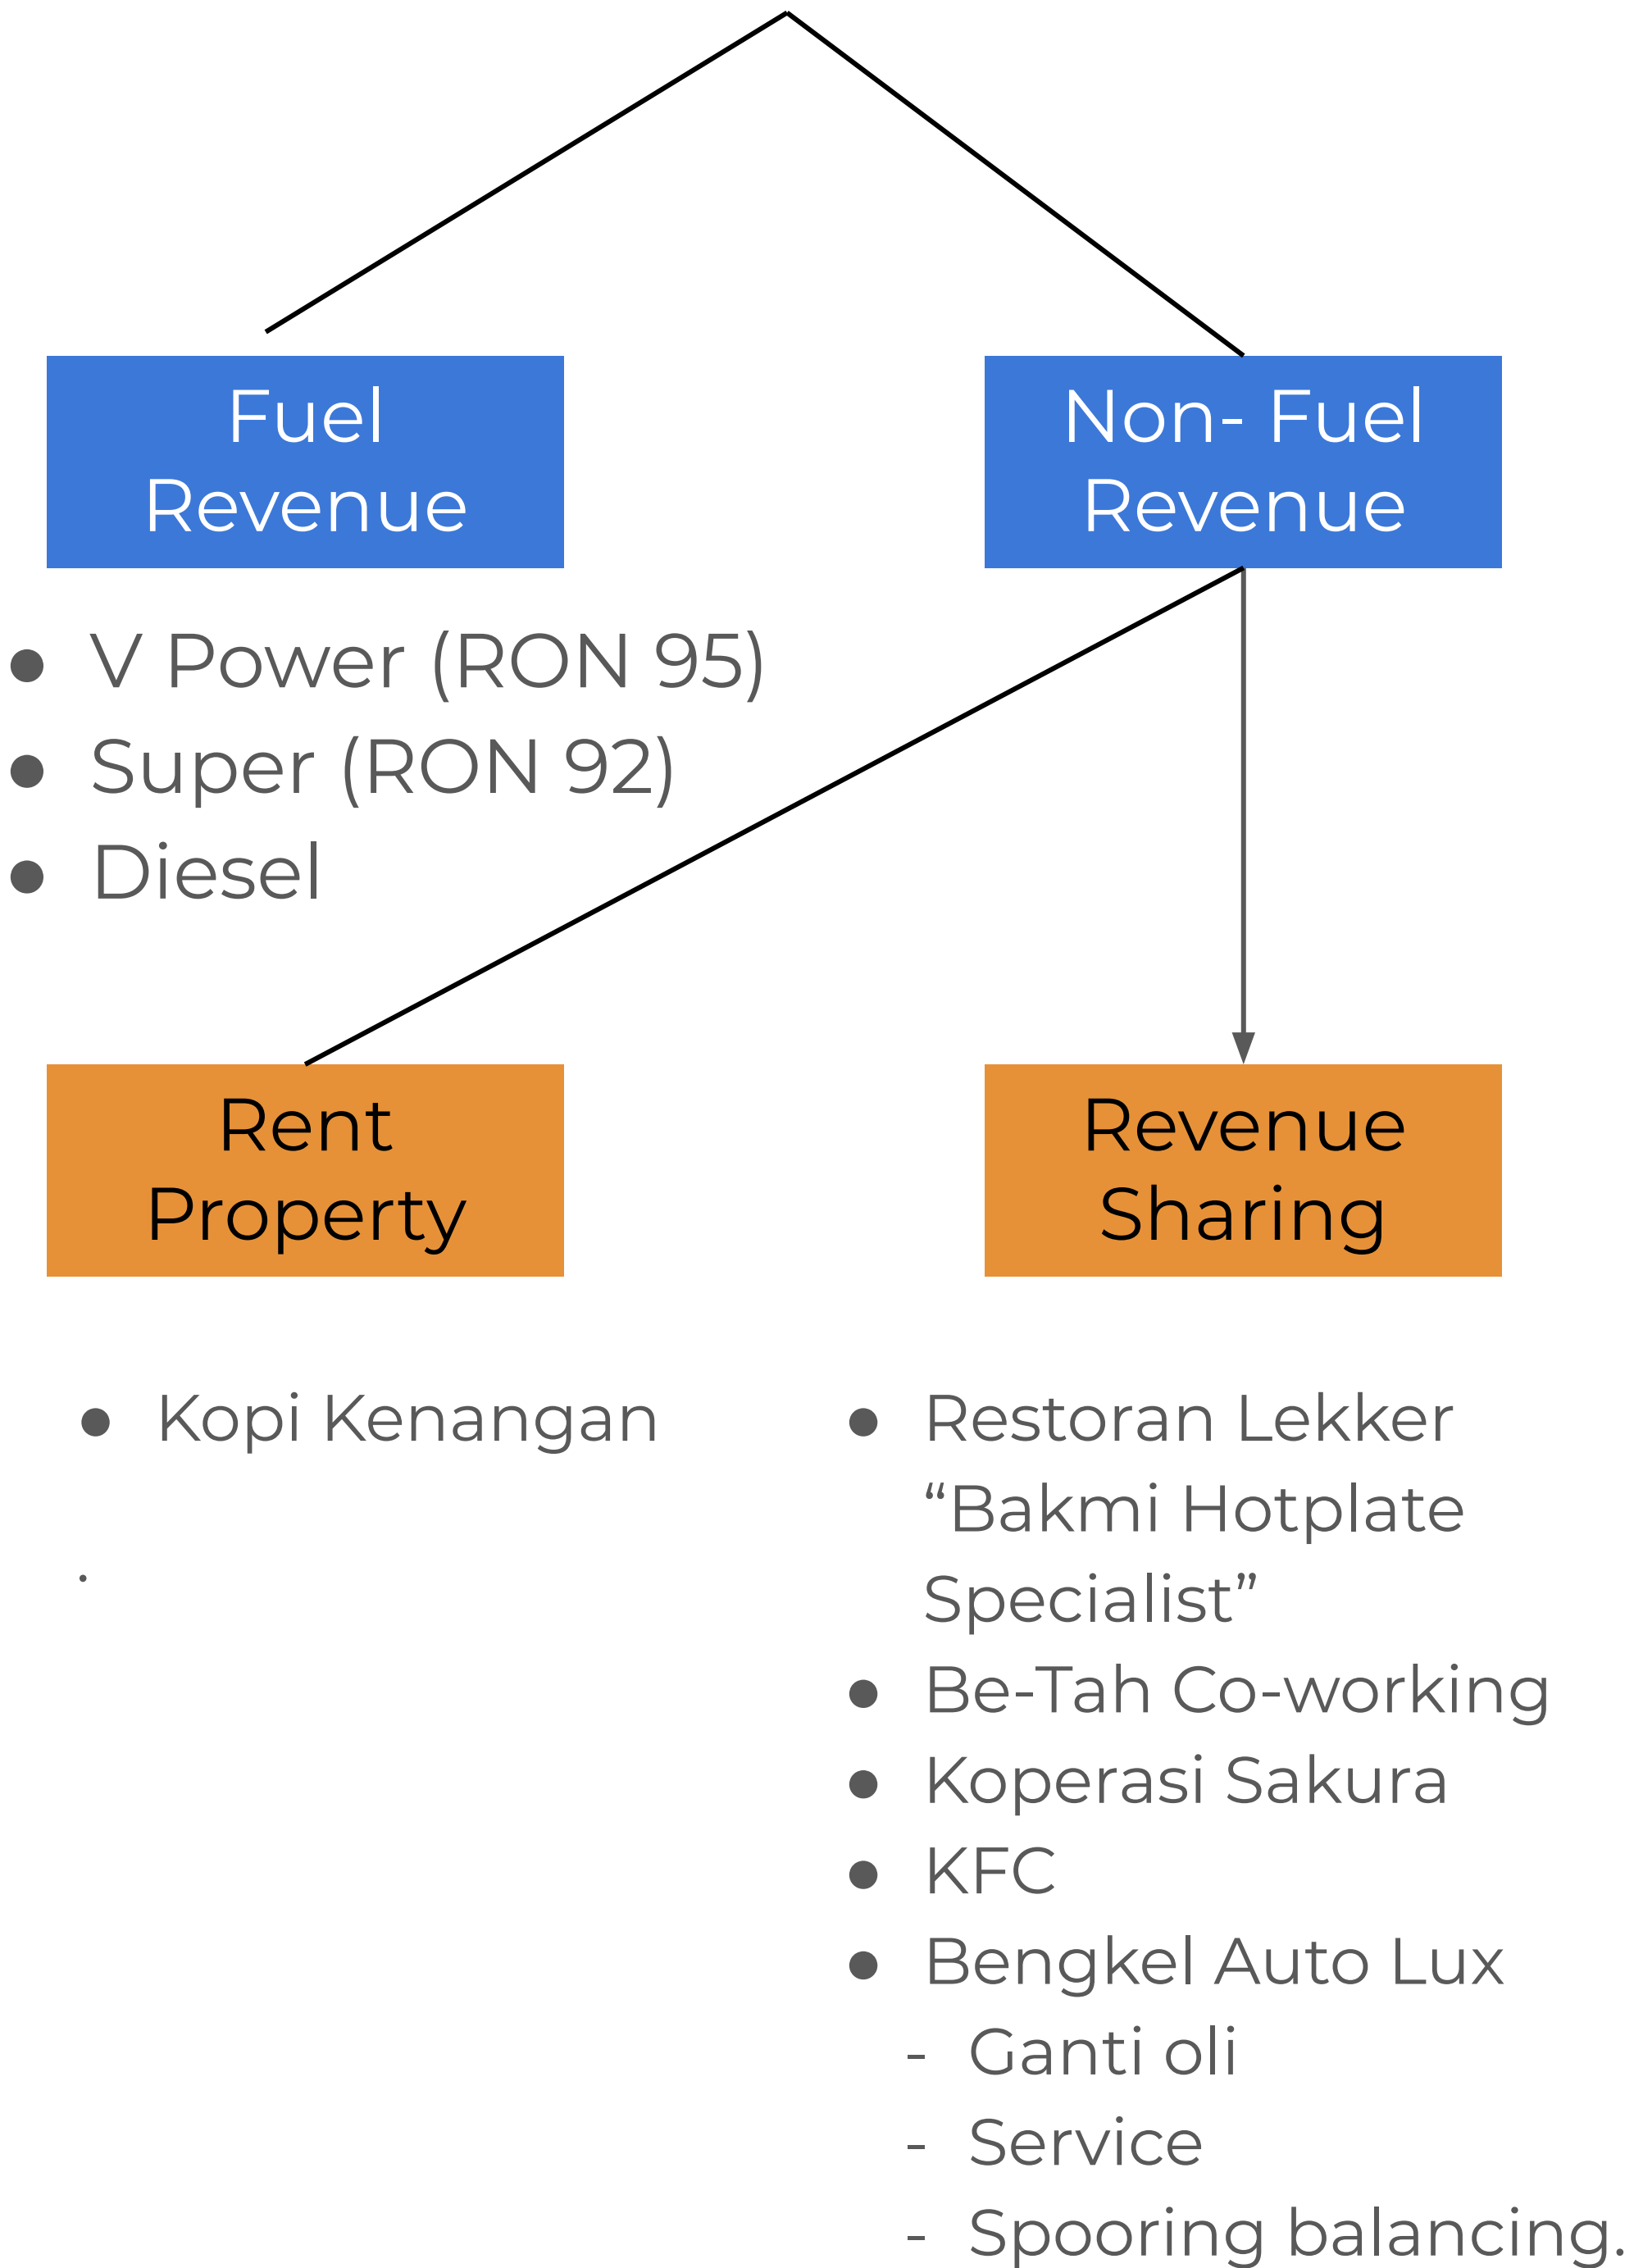 Fuel
Revenue
Non- Fuel
Revenue
● V Power (RON 95)
● Super (RON 92)
● Diesel
Rent
Property
Revenue
Sharing
● Kopi Kenangan
.
● Restoran Lekker
“Bakmi Hotplate
Specialist”
● Be-Tah Co-working
● Koperasi Sakura
● KFC
● Bengkel Auto Lux
- Ganti oli
- Service
- Spooring balancing.